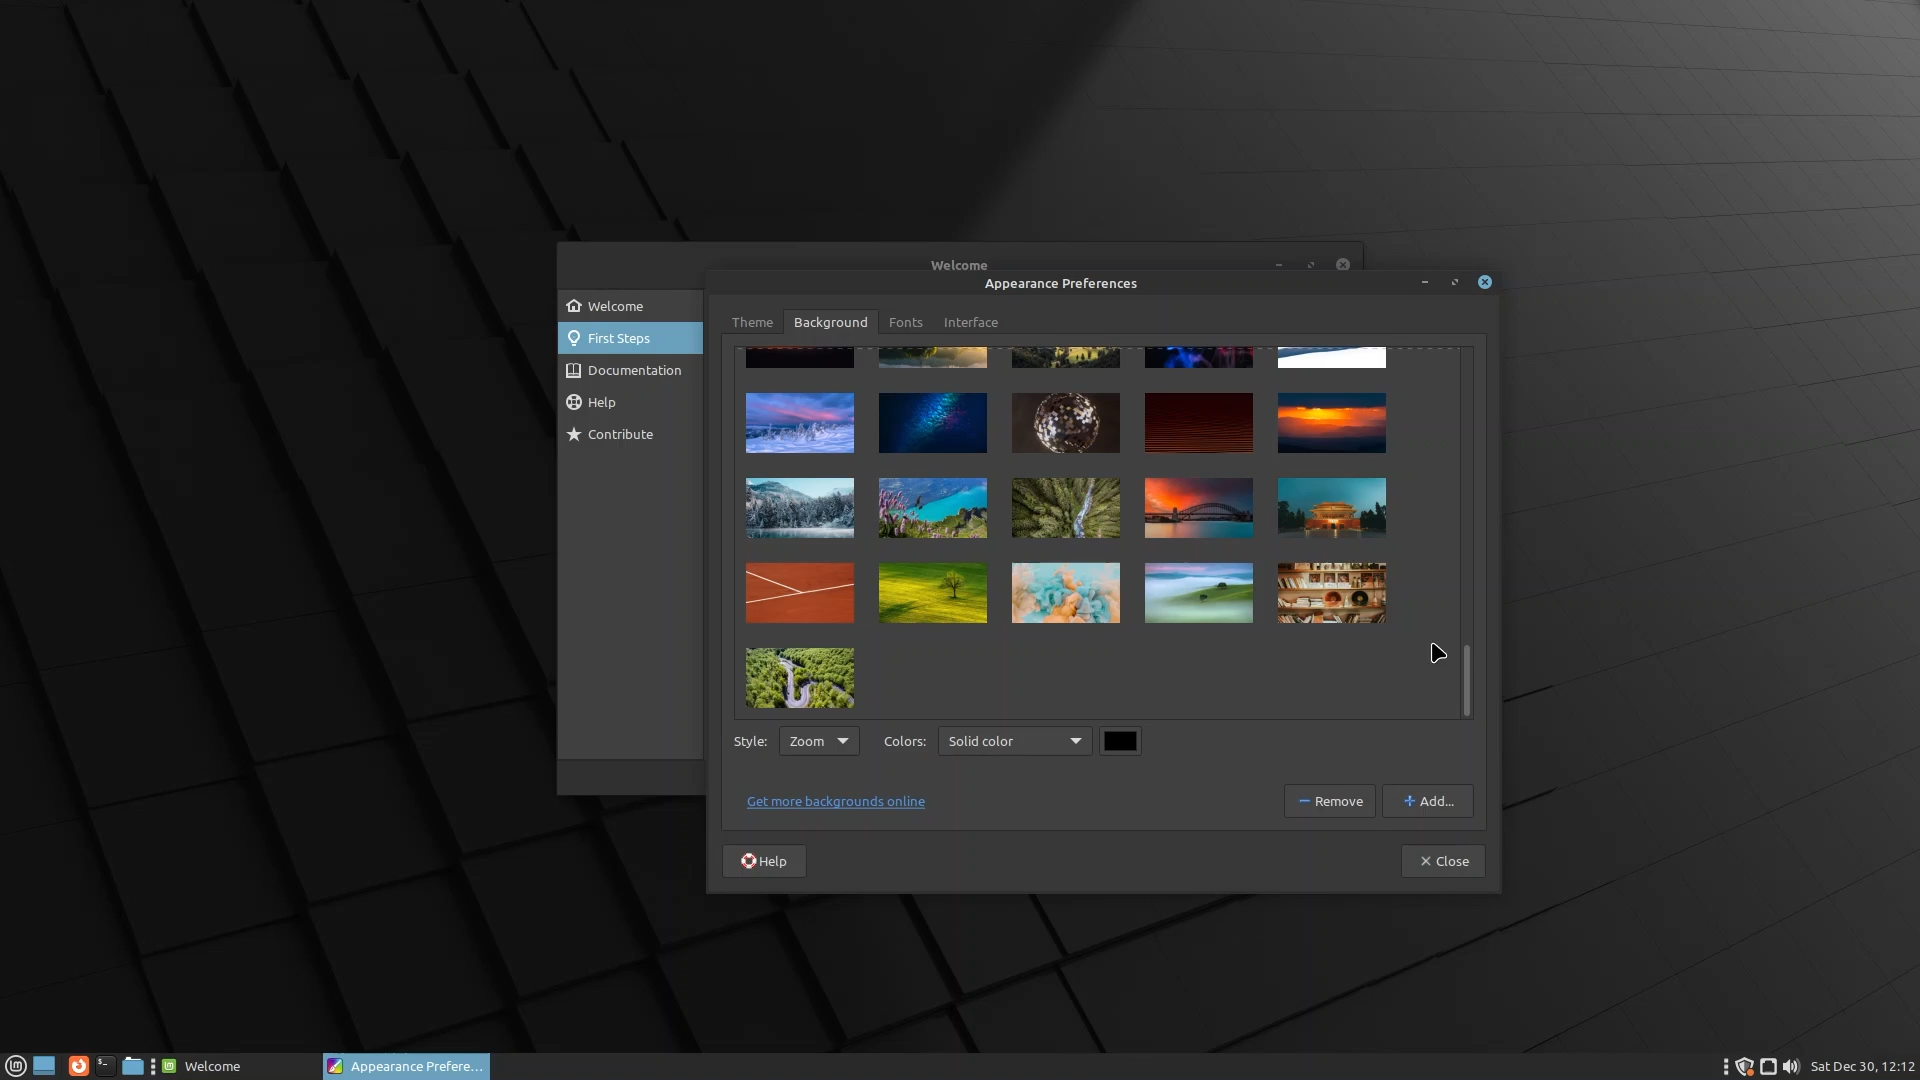 Welcome
Appearance Preferences
Welcome
First Steps
Documentation
Help
Contribute
Theme
Background
Fonts
Interface
Style:
Zoom
Colors:
Solid color
Get more backgrounds online
Remove
Add...
Help
Close
Welcome
Appearance Prefere...
Sat Dec 30, 12:12